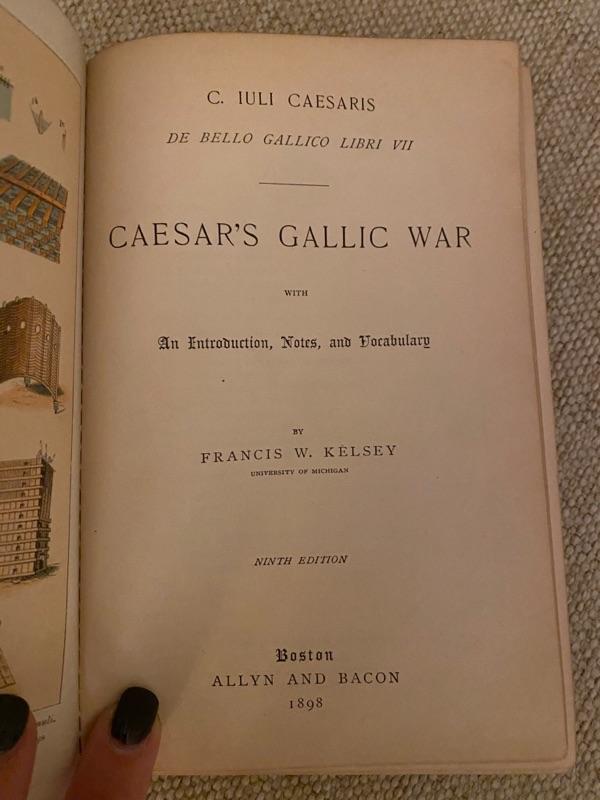 C. IULI CAESARIS
DE BELLO GALLICO LIBRI VII
CAESAR'S GALLIC WAR
WITH
An Introduction, Notes, and Vocabulary
BY
FRANCIS W. KELSEY
UNIVERSITY OF MICHIGAN
NINTH EDITION
Boston
ALLYN AND BACON
1898